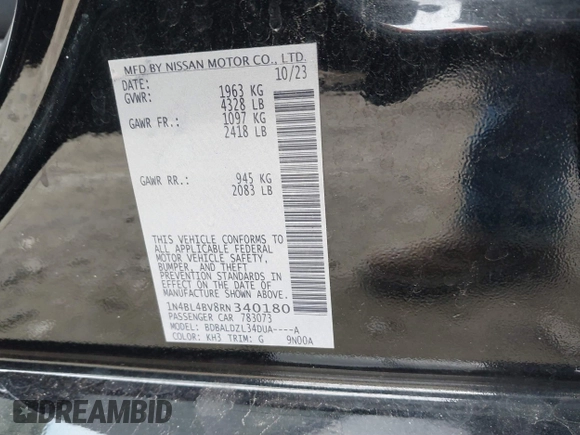 MFD BY NISSAN MOTOR CO., LTD.
DATE: 10/23
GVWR: 1963 KG
4328 LB
GAWR FR.: 1097 KG
2418 LB
GAWR RR.: 945 KG
2083 LB
THIS VEHICLE CONFORMS TO
ALL APPLICABLE FEDERAL
MOTOR VEHICLE SAFETY,
BUMPER, AND THEFT
PREVENTION STANDARDS IN
EFFECT ON THE DATE OF
MANUFACTURE SHOWN ABOVE.
1N4BL4BV8RN340180
PASSENGER CAR 783073
MODEL: BDBALDZL34DUA----A
COLOR: KH3 TRIM: G 9N00A
DREAMBID